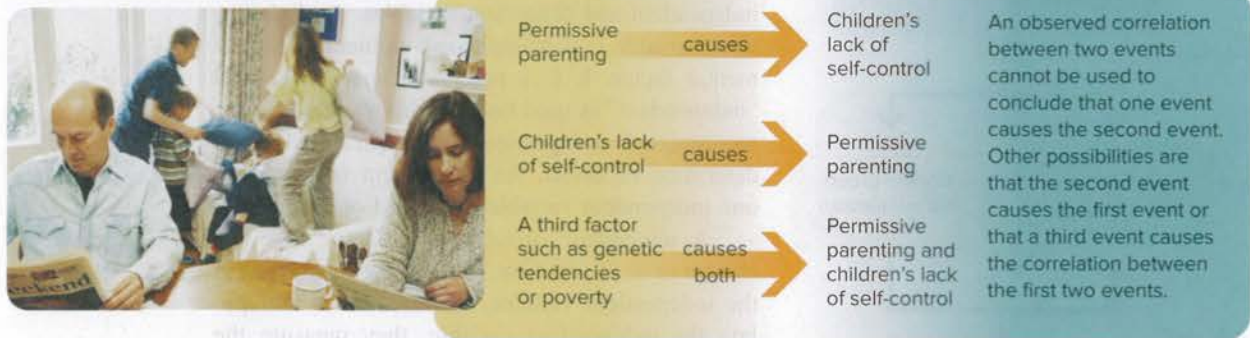 Permissive
parenting
causes
Children's
lack of
self-control
Children's lack
of self-control
causes
Permissive
parenting
A third factor
such as genetic
tendencies
or poverty
causes
both
Permissive
parenting and
children's lack
of self-control
An observed correlation
between two events
cannot be used to
conclude that one event
causes the second event.
Other possibilities are
that the second event
causes the first event or
that a third event causes
the correlation between
the first two events.